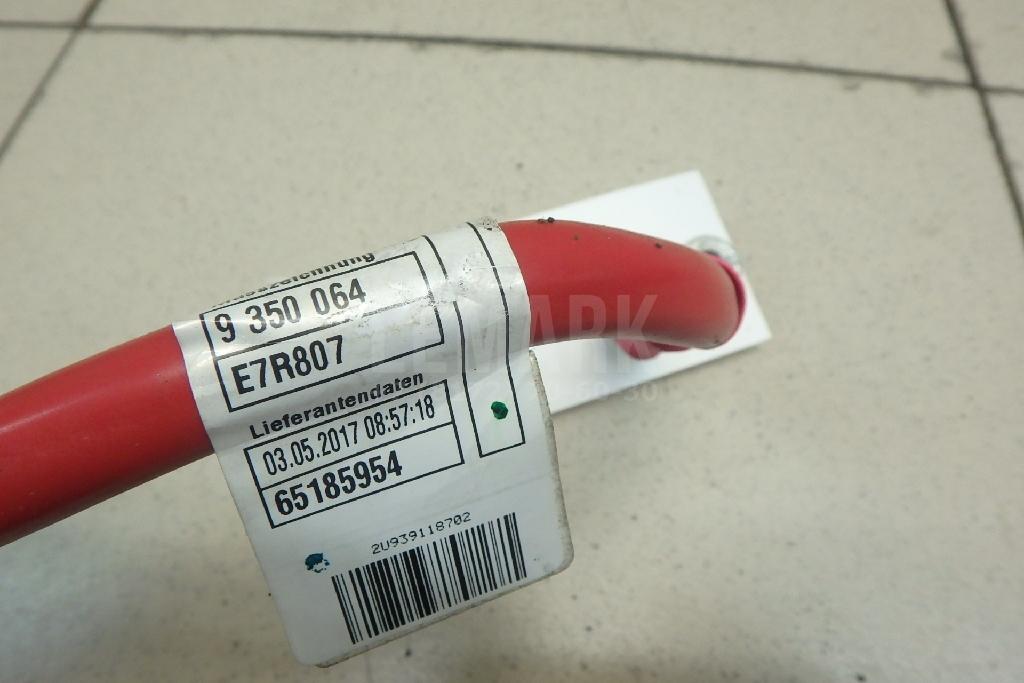 9 350 064
E7R807
Lieferantendaten
03.05.2017 08:57:18
65185954
2U939118702